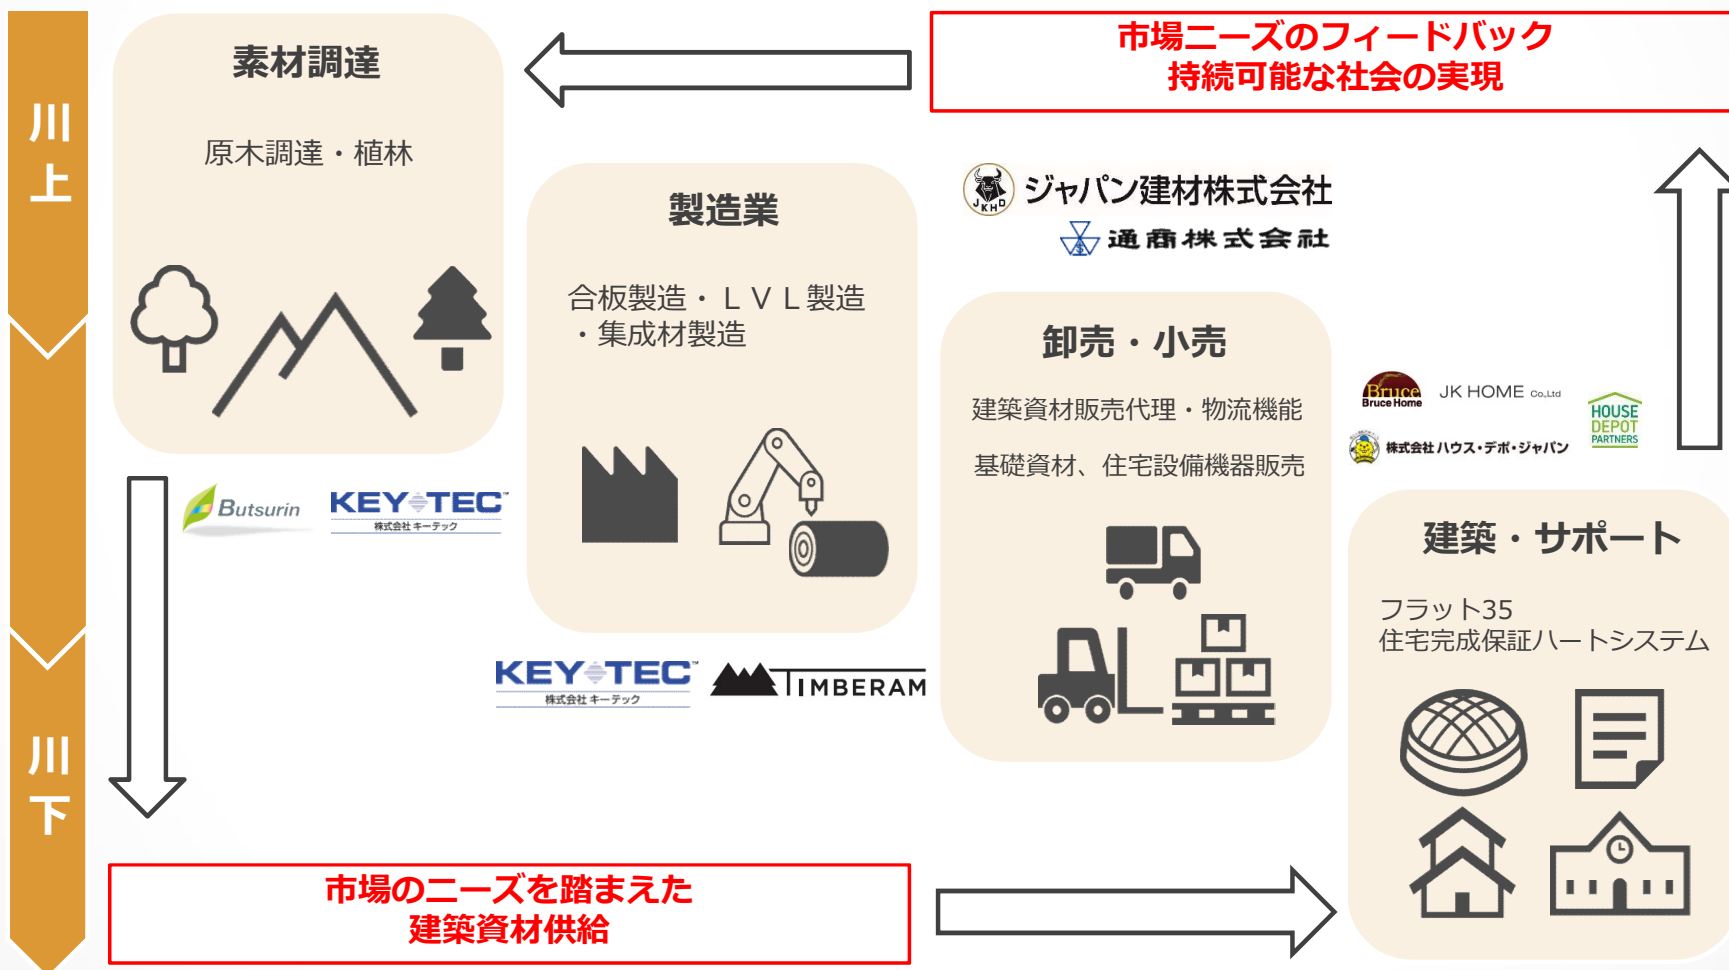 川上
素材調達
原木調達・植林
市場ニーズのフィードバック
持続可能な社会の実現
製造業
合板製造・ＬＶＬ製造
・集成材製造
JKHD
ジャパン建材株式会社
通商株式会社
卸売・小売
建築資材販売代理・物流機能
基礎資材、住宅設備機器販売
Bruce
Bruce Home
JK HOME Co.,Ltd
HOUSE
DEPOT
PARTNERS
株式会社 ハウス・デポ・ジャパン
Butsurin
KEY TEC™
株式会社 キーテック
KEY TEC™
株式会社 キーテック
TIMBERAM
建築・サポート
フラット35
住宅完成保証ハートシステム
川下
市場のニーズを踏まえた
建築資材供給